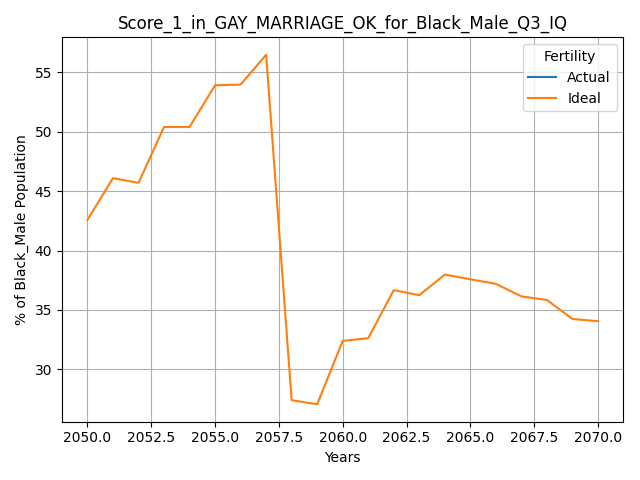 Score_1_in_GAY_MARRIAGE_OK_for_Black_Male_Q3_IQ
Fertility
Actual
Ideal
% of Black_Male Population
55
50
45
40
35
30
2050.0 2052.5 2055.0 2057.5 2060.0 2062.5 2065.0 2067.5 2070.0
Years